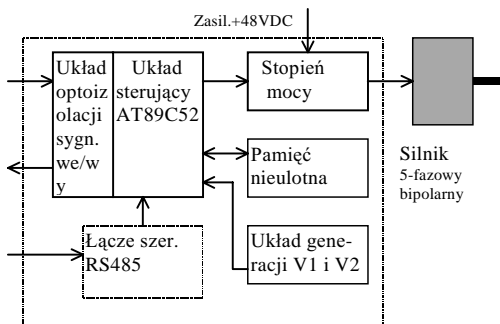 Zasil.+48VDC
Układ
optoiz
olacji
sygn.
we/w
y
Układ
sterujący
AT89C52
Stopień
mocy
Pamięć
nieulotna
Silnik
5-fazowy
bipolarny
Łącze szer.
RS485
Układ gene-
racji V1 i V2